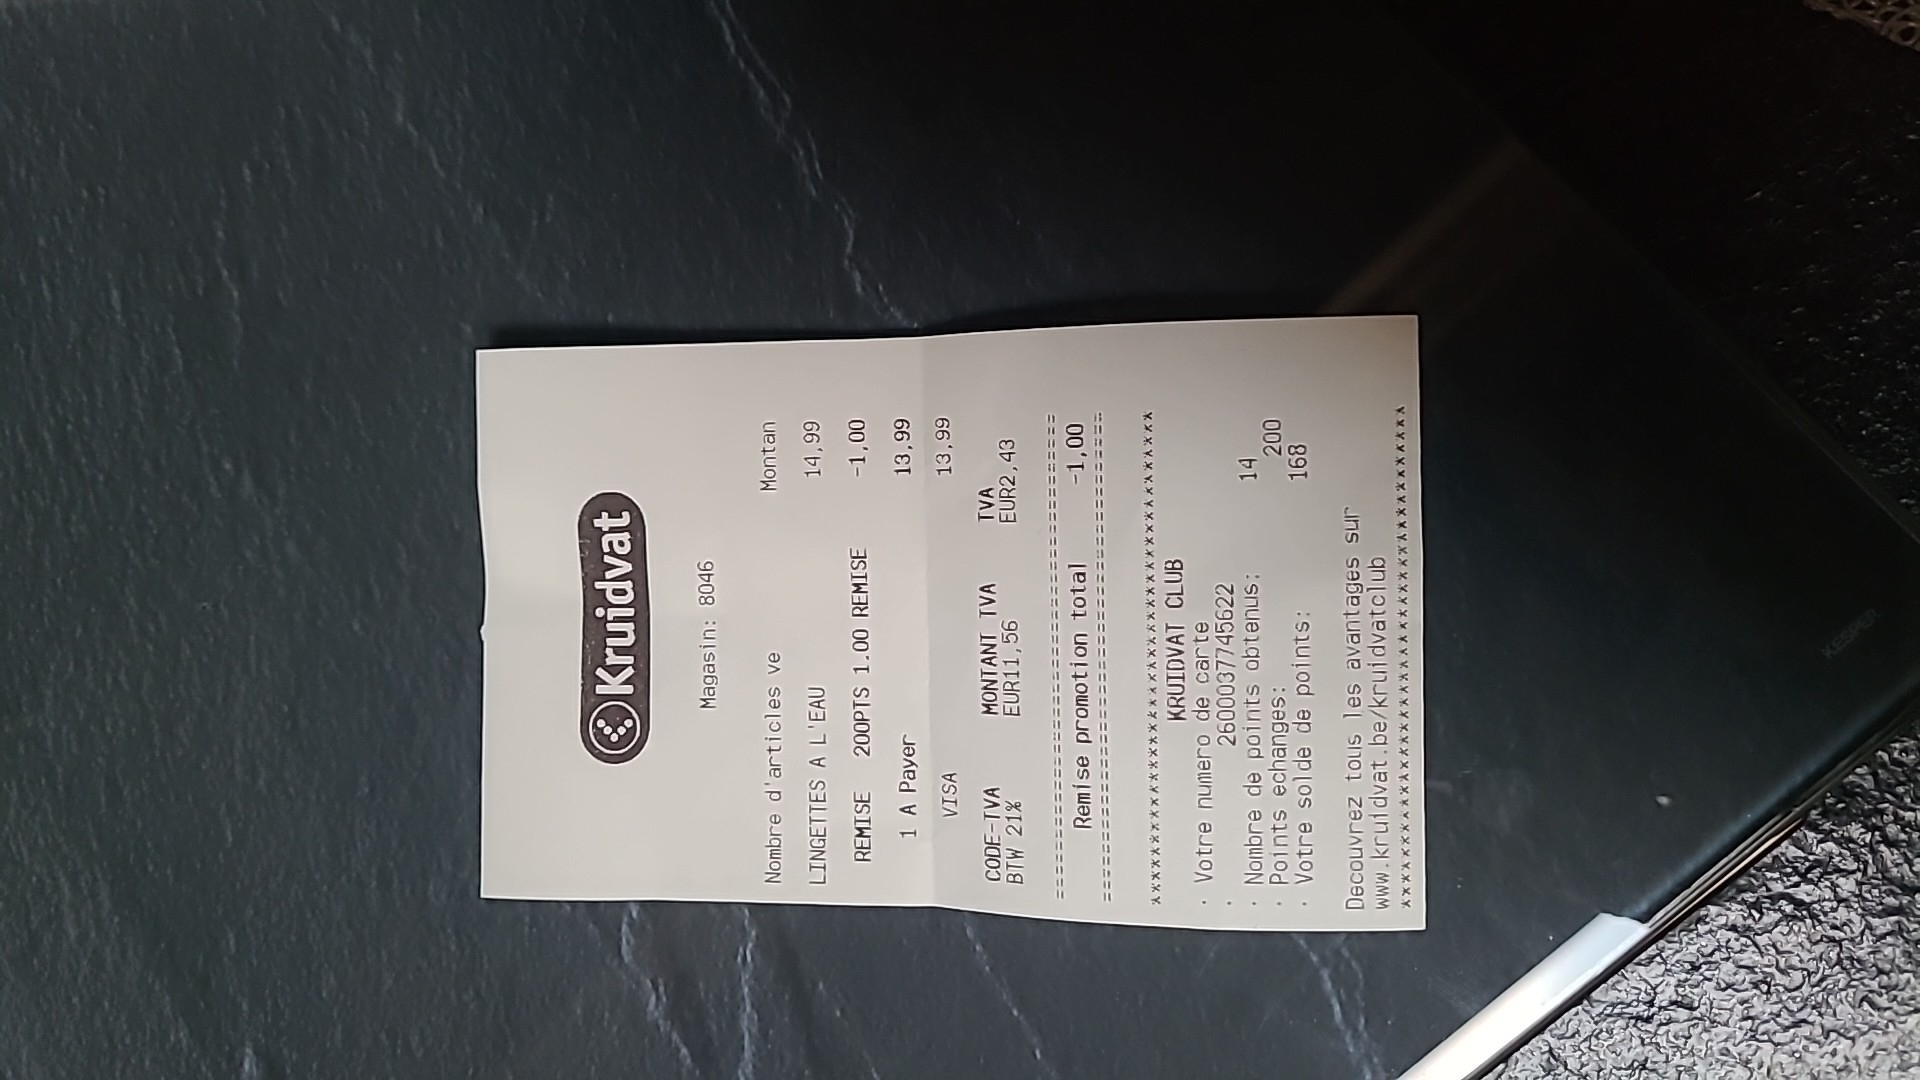 Kruidvat
Magasin: 8046
Nombre d'articles ve Montan
LINGETTES A L'EAU 14,99
REMISE 200PTS 1.00 REMISE -1,00
1 A Payer 13,99
VISA 13,99
CODE-TVA MONTANT TVA TVA
BTW 21% EUR11,56 EUR2,43
==========================================
Remise promotion total -1,00
==========================================
******************************************
KRUIDVAT CLUB
· Votre numero de carte
· 2600037745622
· Nombre de points obtenus: 14
· Points echanges: 200
· Votre solde de points: 168
Decouvrez tous les avantages sur
www.kruidvat.be/kruidvatclub
******************************************
KESPER